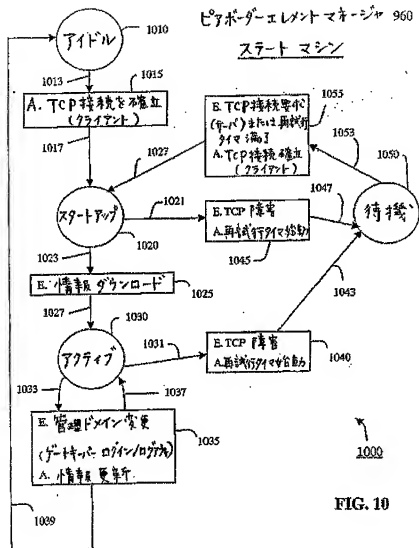 ピアボーダーエレメント マネージャ 960
ステート マシン
アイドル
1010
1013
1015
A. TCP接続を確立
(クライアント)
1017
1027
E. TCP接続要求
(サーバ)または再試行
タイマ満了
A. TCP接続確立
(クライアント)
1055
1053
1050
待機
スタートアップ
1020
1021
E. TCP 障害
A. 再試行タイマ始動
1045
1047
1023
E. 情報 ダウンロード
1025
1027
1030
アクティブ
1031
E. TCP 障害
A. 再試行タイマ始動
1040
1043
1033
1037
E. 管理ドメイン変更
(ゲートキーパー ログイン/ログアウト)
A. 情報更新
1035
1039
1000
FIG. 10